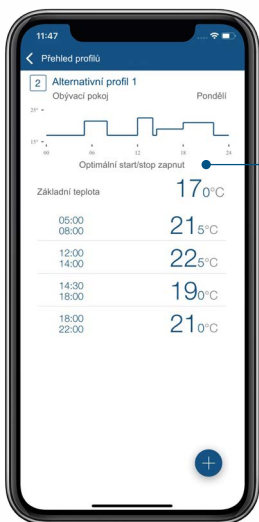 11:47
Přehled profilů
2 Alternativní profil 1
Obývací pokoj Pondělí
25°
15°
00 06 12 18 24
Optimální start/stop zapnut
Základní teplota 17 0°C
05:00
08:00 21 5°C
12:00
14:00 22 5°C
14:30
18:00 19 0°C
18:00
22:00 21 0°C